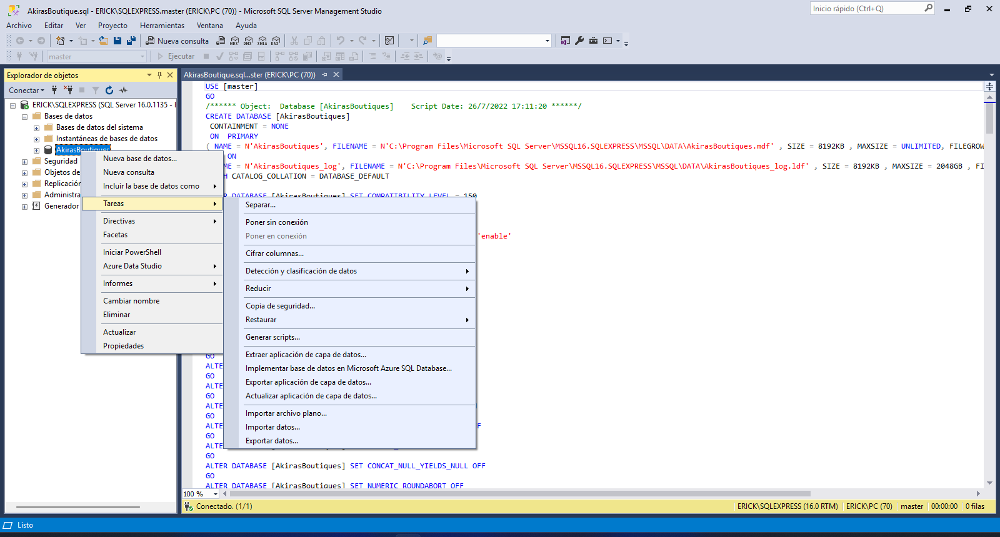 AkirasBoutique.sql - ERICK\SQLEXPRESS.master (ERICK\PC (70)) - Microsoft SQL Server Management Studio
Inicio rápido (Ctrl+Q)
Archivo Editar Ver Proyecto Herramientas Ventana Ayuda
Nueva consulta MDX DMX XMLA DAX
master Ejecutar
Explorador de objetos
AkirasBoutique.sql...ster (ERICK\PC (70))
Conectar
ERICK\SQLEXPRESS (SQL Server 16.0.1135 -
Bases de datos
Bases de datos del sistema
Instantáneas de bases de datos
AkirasBoutiques
Seguridad
Objetos de
Replicación
Administra
Generador
Nueva base de datos...
Nueva consulta
Incluir la base de datos como
Tareas
Directivas
Facetas
Iniciar PowerShell
Azure Data Studio
Informes
Cambiar nombre
Eliminar
Actualizar
Propiedades
Separar...
Poner sin conexión
Poner en conexión
Cifrar columnas...
Detección y clasificación de datos
Reducir
Copia de seguridad...
Restaurar
Generar scripts...
Extraer aplicación de capa de datos...
Implementar base de datos en Microsoft Azure SQL Database...
Exportar aplicación de capa de datos...
Actualizar aplicación de capa de datos...
Importar archivo plano...
Importar datos...
Exportar datos...
USE [master]
GO
/****** Object:  Database [AkirasBoutiques]    Script Date: 26/7/2022 17:11:20 ******/
CREATE DATABASE [AkirasBoutiques]
CONTAINMENT = NONE
ON  PRIMARY
( NAME = N'AkirasBoutiques', FILENAME = N'C:\Program Files\Microsoft SQL Server\MSSQL16.SQLEXPRESS\MSSQL\DATA\AkirasBoutiques.mdf' , SIZE = 8192KB , MAXSIZE = UNLIMITED, FILEGROW
ON
ME = N'AkirasBoutiques_log', FILENAME = N'C:\Program Files\Microsoft SQL Server\MSSQL16.SQLEXPRESS\MSSQL\DATA\AkirasBoutiques_log.ldf' , SIZE = 8192KB , MAXSIZE = 2048GB , FI
H CATALOG_COLLATION = DATABASE_DEFAULT
R DATABASE [AkirasBoutiques] SET COMPATIBILITY_LEVEL = 150
'enable'
GO
ALTE
GO
ALTE
GO
ALTE
GO
ALTE F
GO
ALTE
GO
ALTER DATABASE [AkirasBoutiques] SET CONCAT_NULL_YIELDS_NULL OFF
GO
ALTER DATABASE [AkirasBoutiques] SET NUMERIC_ROUNDABORT OFF
100 %
Conectado. (1/1) ERICK\SQLEXPRESS (16.0 RTM) ERICK\PC (70) master 00:00:00 0 filas
Listo